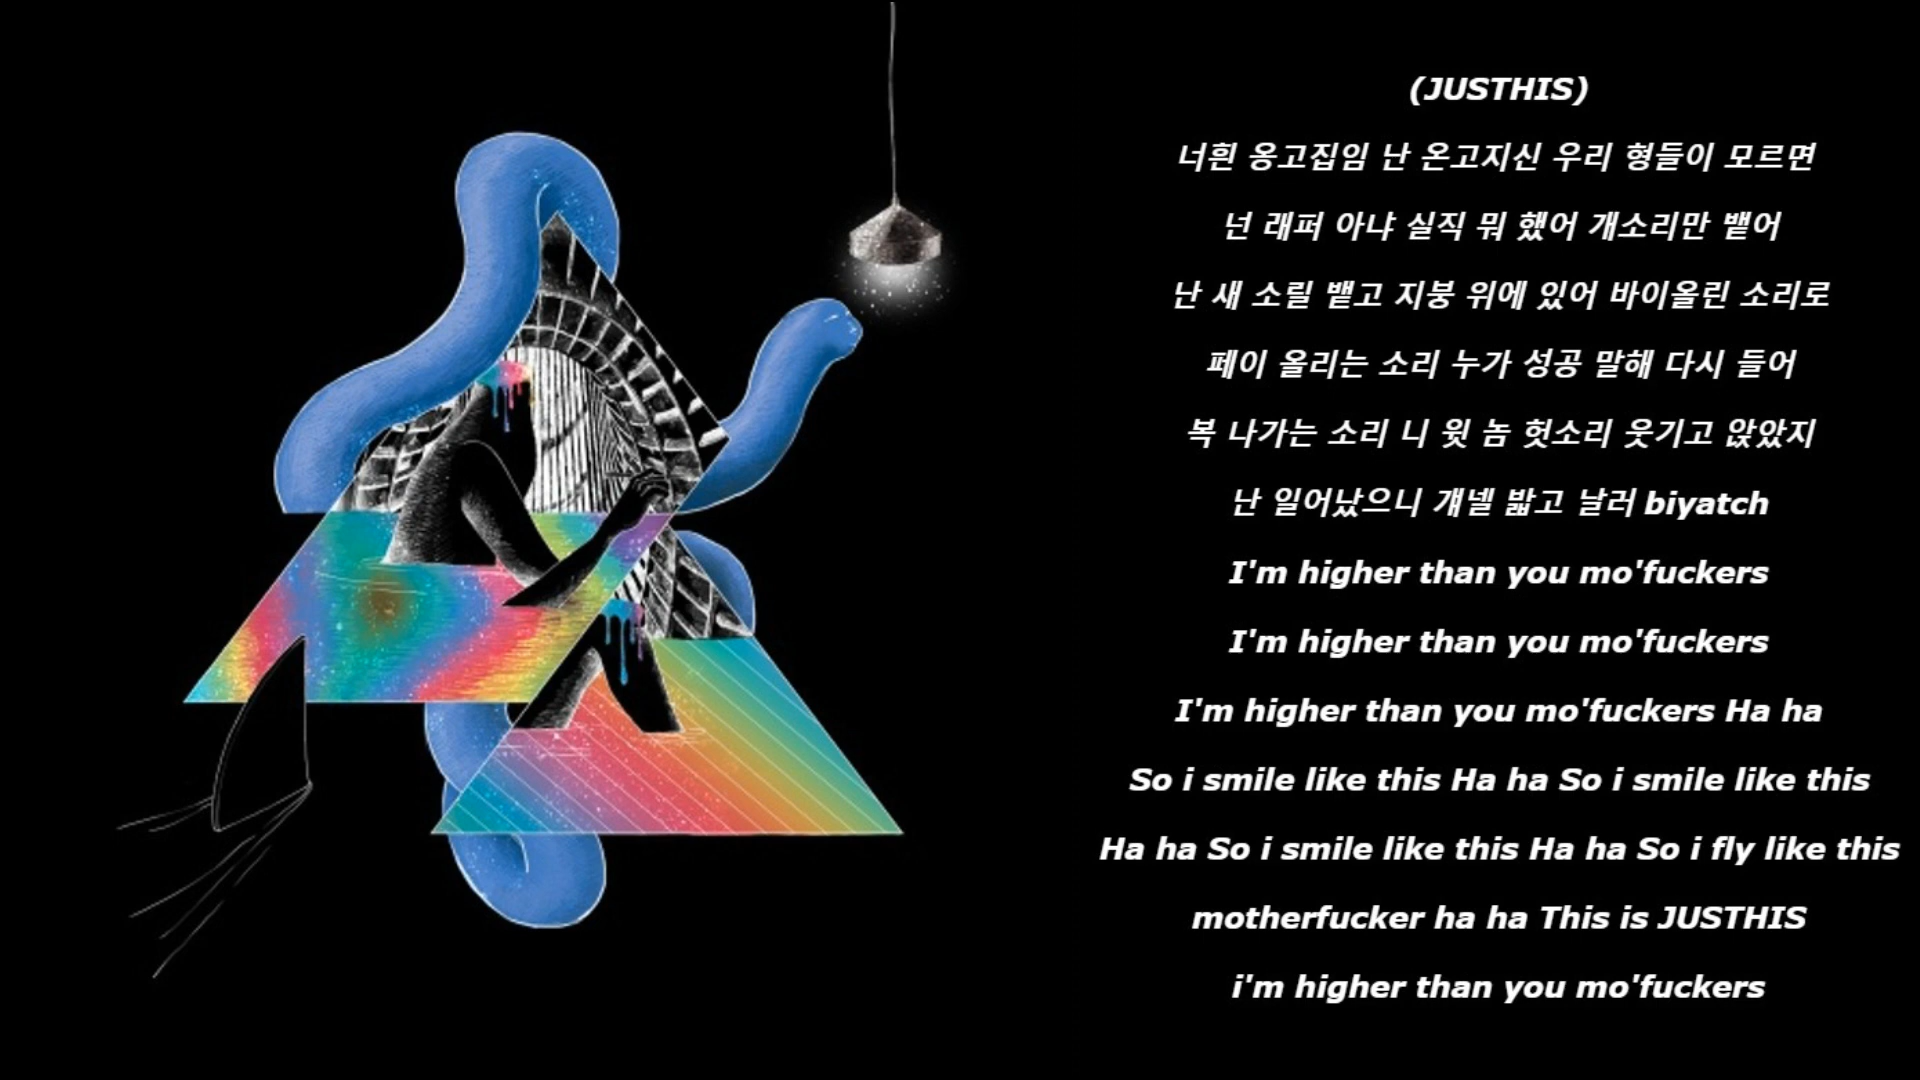 (JUSTHIS)
너흰 옹고집임 난 온고지신 우리 형들이 모르면
넌 래퍼 아냐 실직 뭐 했어 개소리만 뱉어
난 새 소릴 뱉고 지붕 위에 있어 바이올린 소리로
페이 올리는 소리 누가 성공 말해 다시 들어
복 나가는 소리 니 윗 놈 헛소리 웃기고 앉았지
난 일어났으니 걔넬 밟고 날러 biyatch
I'm higher than you mo'fuckers
I'm higher than you mo'fuckers
I'm higher than you mo'fuckers Ha ha
So i smile like this Ha ha So i smile like this
Ha ha So i smile like this Ha ha So i fly like this
motherfucker ha ha This is JUSTHIS
i'm higher than you mo'fuckers